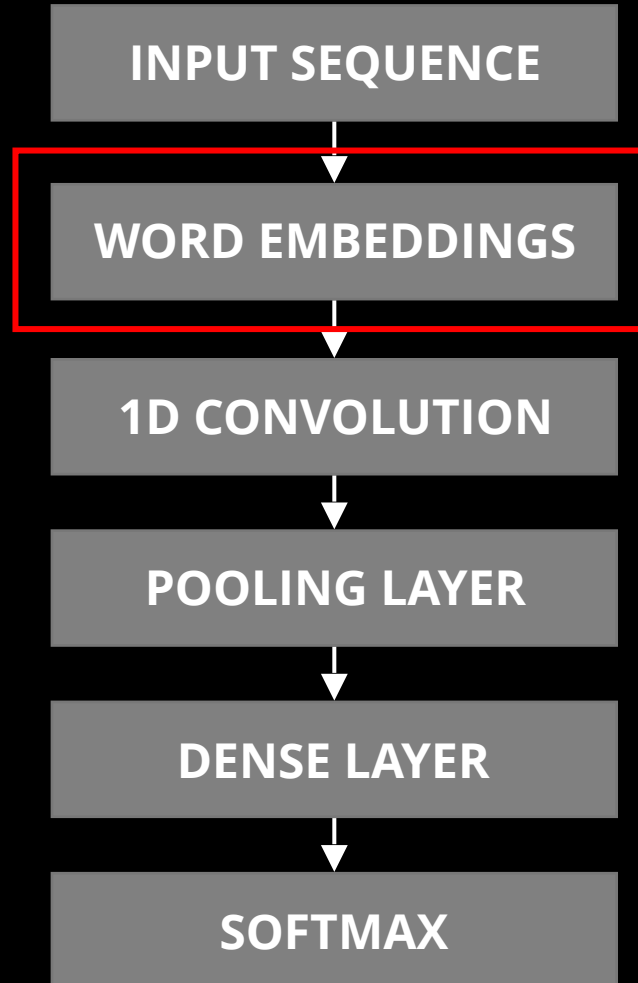 INPUT SEQUENCE
WORD EMBEDDINGS
1D CONVOLUTION
POOLING LAYER
DENSE LAYER
SOFTMAX